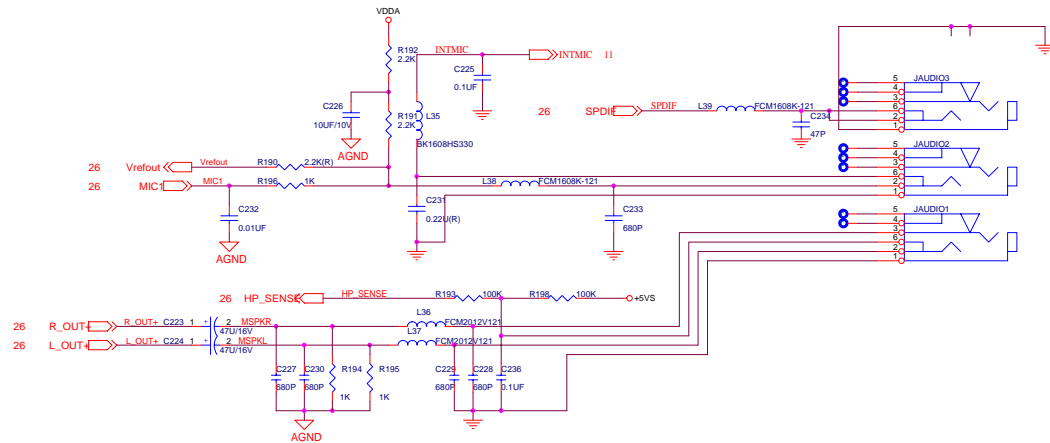 VDDA
R192
2.2K
INTMIC
INTMIC 11
C225
0.1UF
C226
10UF/10V
AGND
R191
2.2K
L35
BK1608HS330
26 SPDIF
SPDIF
L39
FCM1608K-121
C234
47P
5
4
3
6
2
1
JAUDIO3
26 Vrefout
Vrefout
R190
2.2K(R)
26 MIC1
MIC1
R196
1K
L38
FCM1608K-121
C232
0.01UF
AGND
C231
0.22U(R)
C233
680P
5
4
3
6
2
1
JAUDIO2
5
4
3
6
2
1
JAUDIO1
26 HP_SENSE
HP_SENSE
R193
100K
R198
100K
+5VS
26 R_OUT+
R_OUT+
C223
1
+
2
MSPKR
47U/16V
L36
FCM2012V121
26 L_OUT+
L_OUT+
C224
1
+
2
MSPKL
47U/16V
L37
C227
680P
C230
680P
R194
1K
R195
1K
C229
680P
C228
680P
C236
0.1UF
AGND